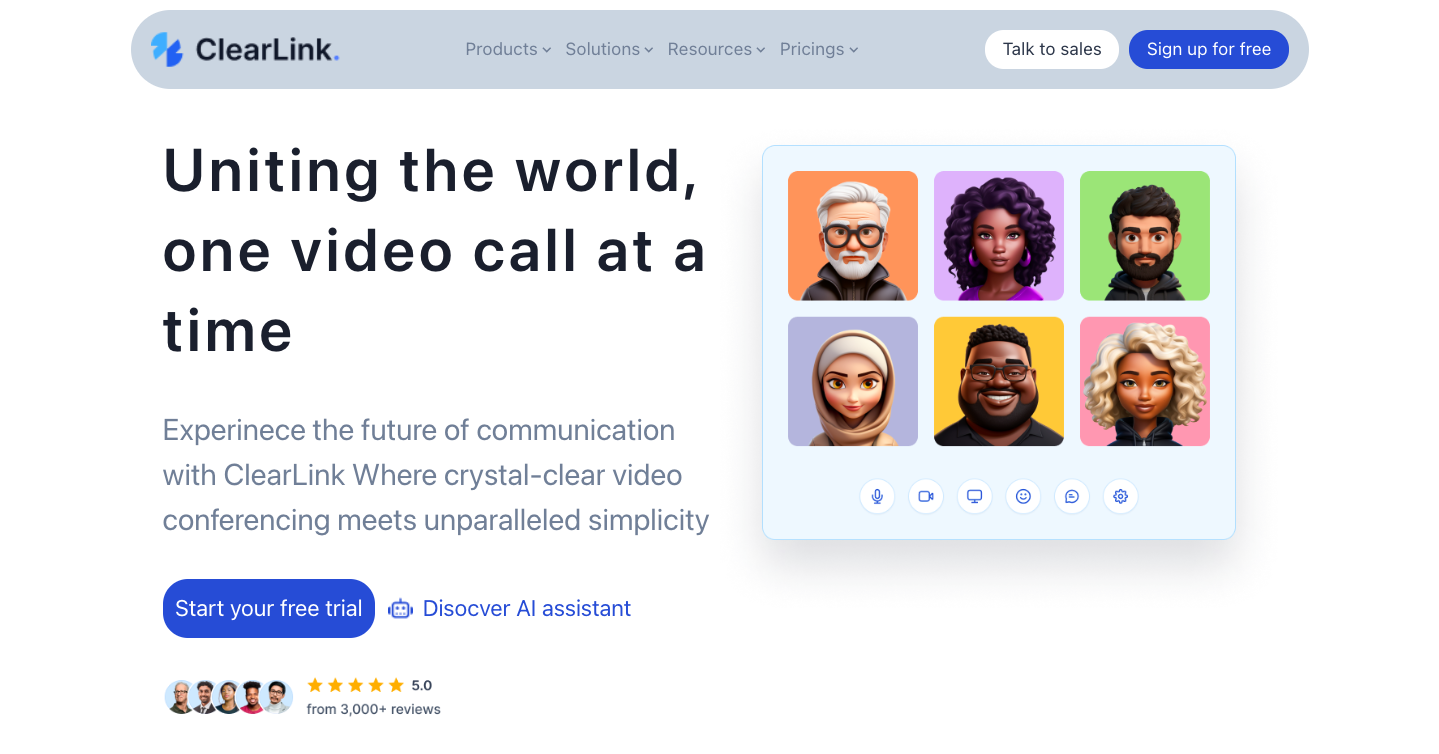 ClearLink.
Products Solutions Resources Pricings
Talk to sales
Sign up for free
Uniting the world,
one video call at a
time
Experinece the future of communication
with ClearLink Where crystal-clear video
conferencing meets unparalleled simplicity
Start your free trial
Disocver AI assistant
5.0
from 3,000+ reviews